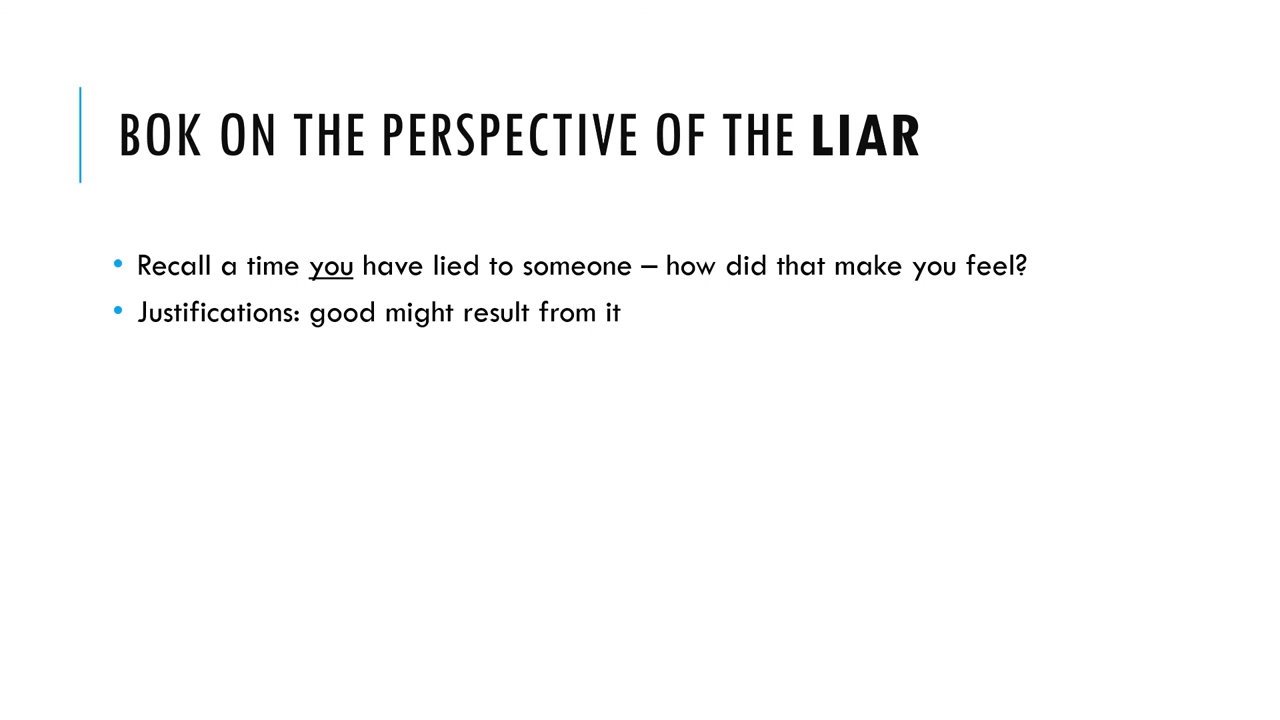 BOK ON THE PERSPECTIVE OF THE LIAR
• Recall a time you have lied to someone – how did that make you feel?
• Justifications: good might result from it